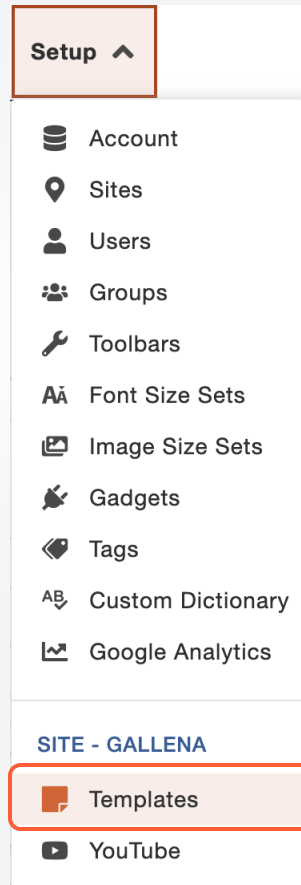 Setup
Account
Sites
Users
Groups
Toolbars
Font Size Sets
Image Size Sets
Gadgets
Tags
Custom Dictionary
Google Analytics
SITE - GALLENA
Templates
YouTube